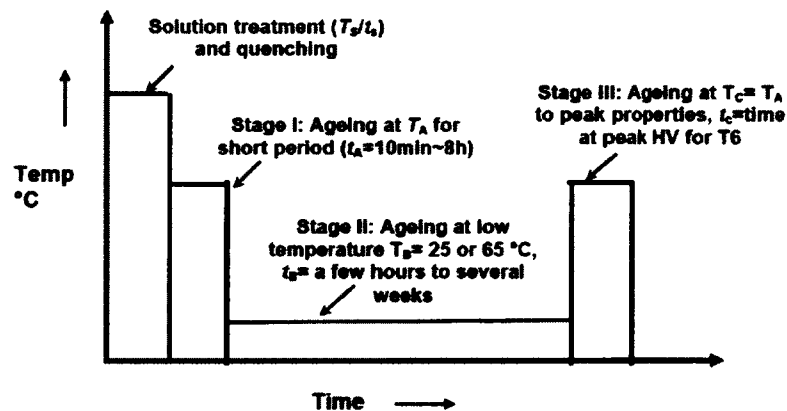 Solution treatment (Ts/ts)
and quenching
Stage I: Ageing at TA for
short period (tA=10min~8h)
Stage III: Ageing at TC= TA
to peak properties, tc=time
at peak HV for T6
Temp
°C
Stage II: Ageing at low
temperature TB= 25 or 65 °C,
tB= a few hours to several
weeks
Time